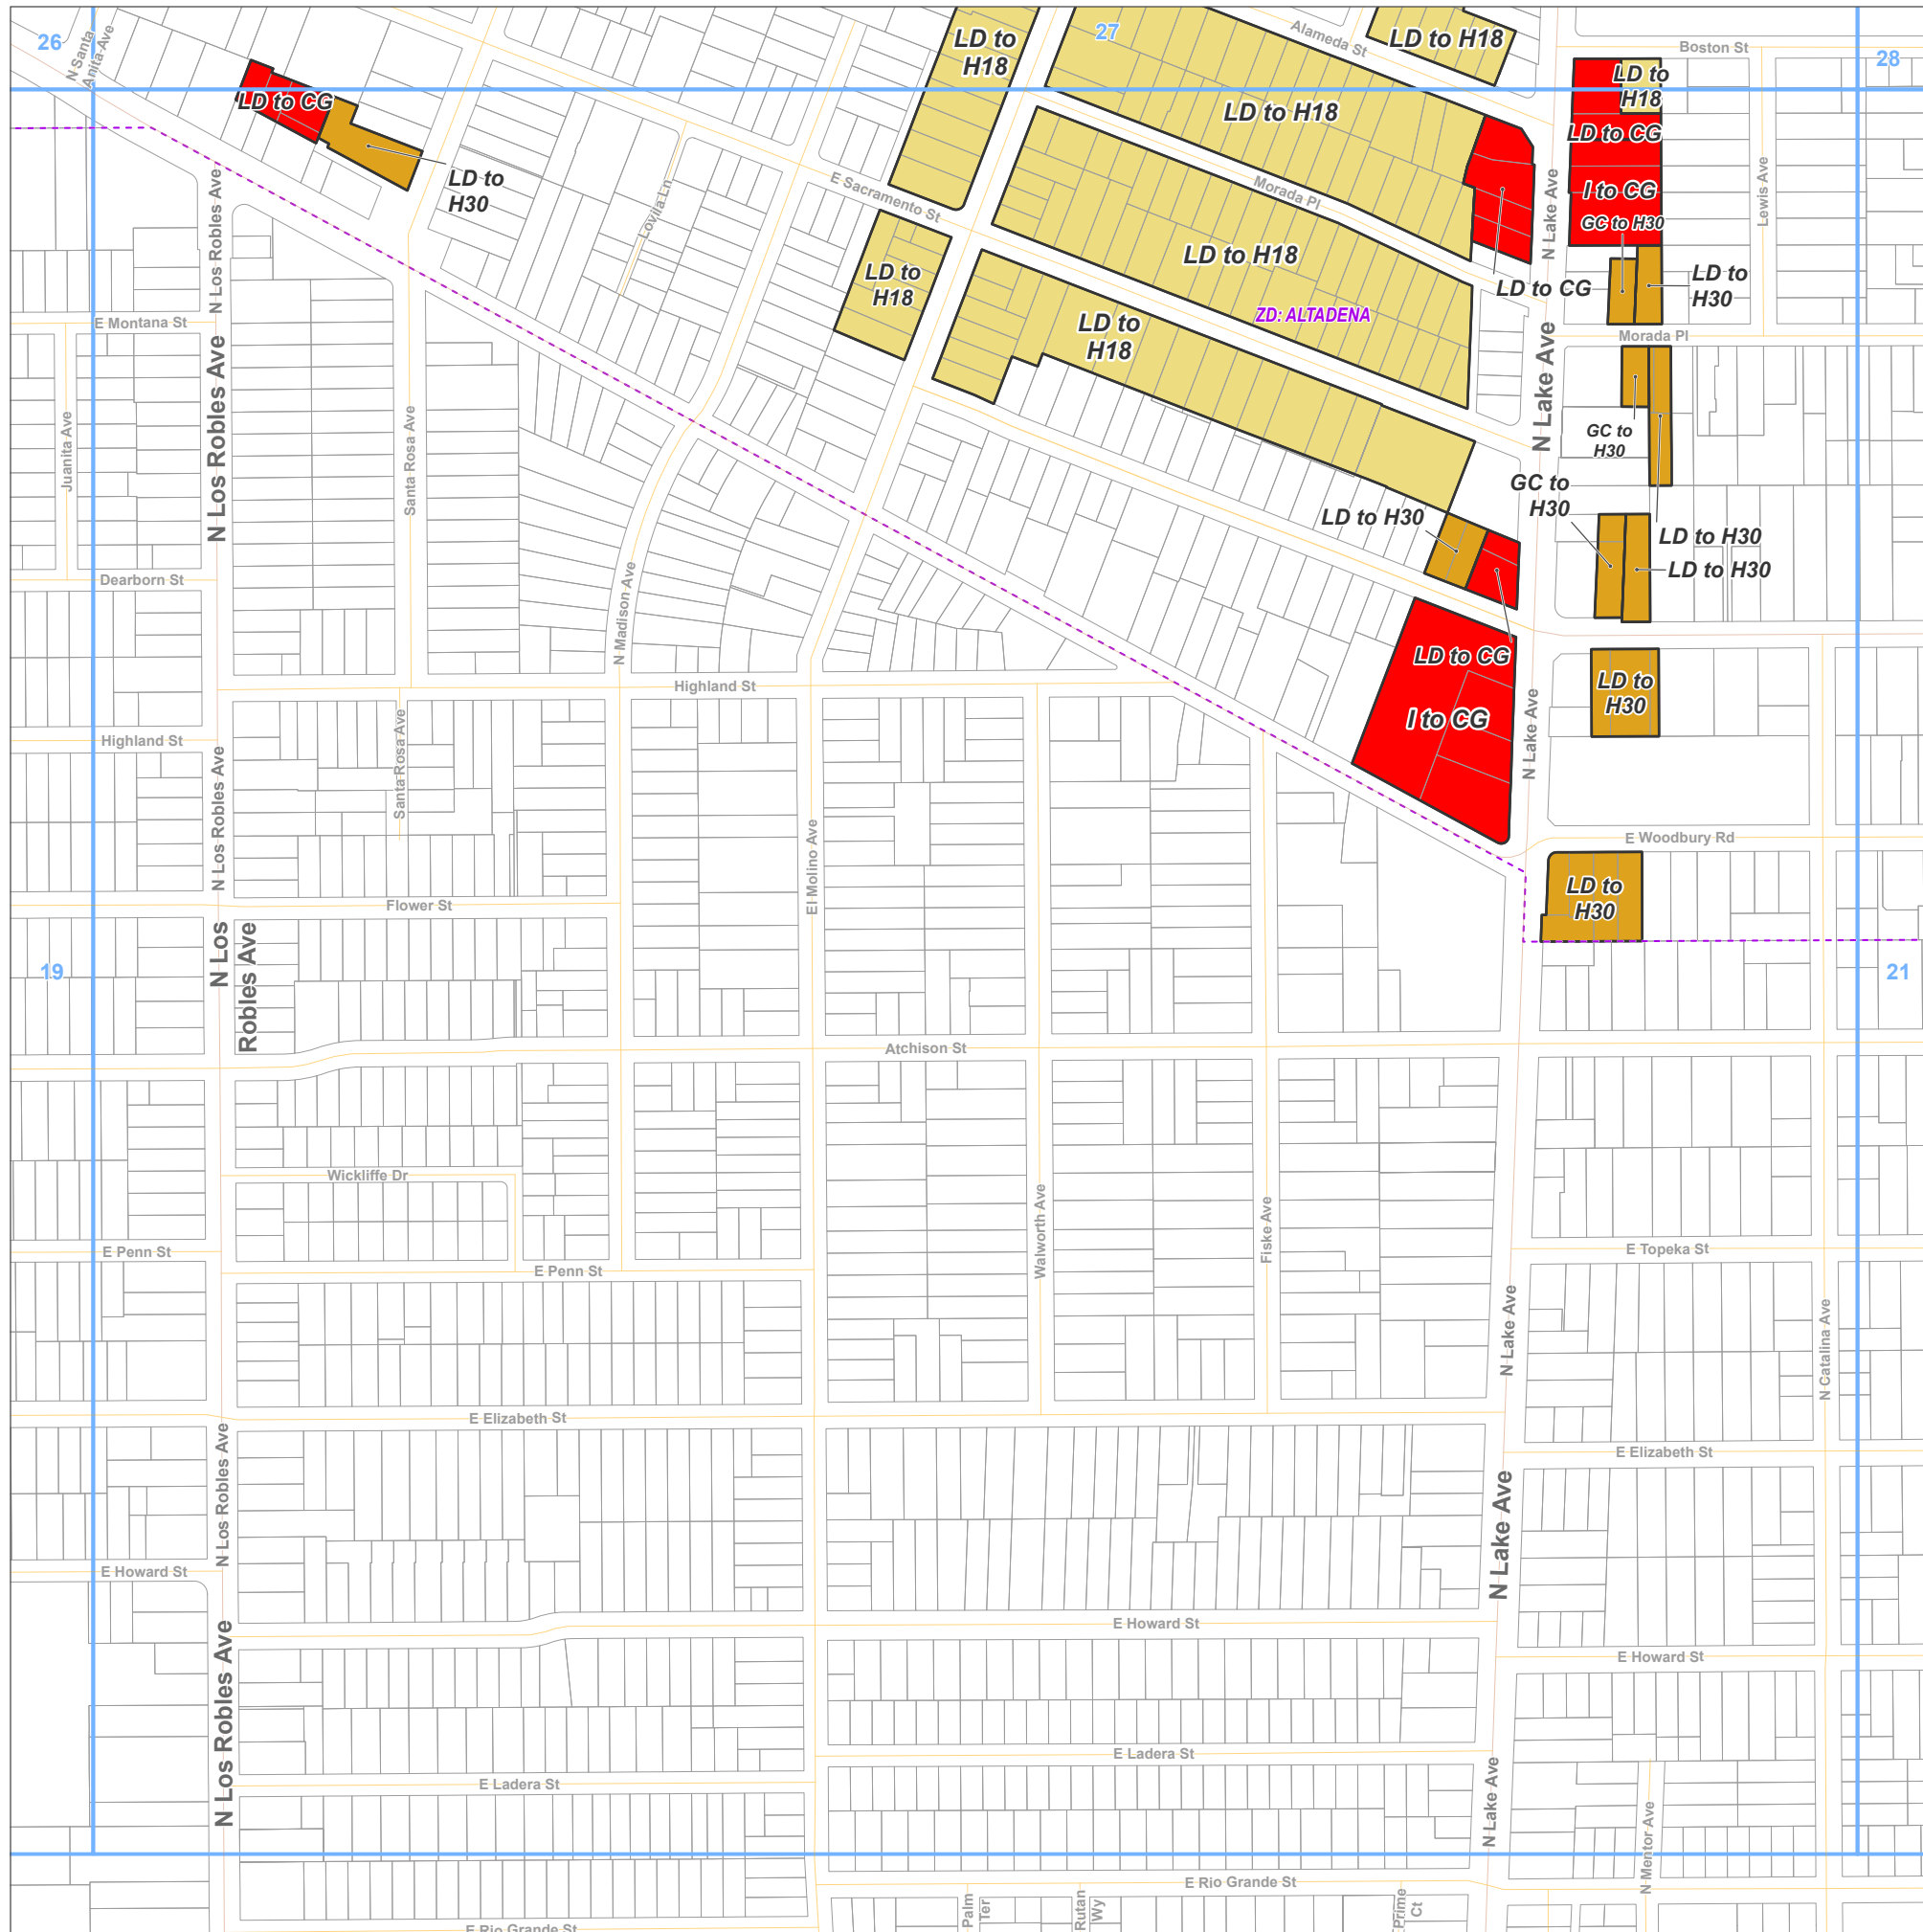 26
N Santa
Anita Ave
27
Alameda St
LD to H18
Boston St
28
LD to
H18
LD to
H18
LD to CG
LD to H18
LD to CG
LD to
H30
E Sacramento St
Morada Pl
I to CG
GC to H30
N Lake Ave
Lewis Ave
N Los Robles Ave
Lovila Ln
LD to H18
LD to
H18
LD to CG
LD to
H30
ZD: ALTADENA
E Montana St
LD to
H18
Morada Pl
N Los Robles Ave
Juanita Ave
Santa Rosa Ave
N Lake Ave
GC to
H30
GC to
H30
LD to H30
LD to H30
LD to H30
Dearborn St
N Madison Ave
LD to CG
I to CG
LD to
H30
Highland St
Highland St
Santa Rosa Ave
N Los Robles Ave
N Lake Ave
E Woodbury Rd
El Molino Ave
LD to
H30
Flower St
N Los
Robles Ave
19
21
Atchison St
Wickliffe Dr
Walworth Ave
Fiske Ave
E Penn St
E Penn St
E Topeka St
N Lake Ave
N Catalina Ave
E Elizabeth St
E Elizabeth St
N Los Robles Ave
N Lake Ave
E Howard St
E Howard St
E Howard St
N Los Robles Ave
E Ladera St
E Ladera St
N Lake Ave
N Mentor Ave
E Rio Grande St
Palm
Ter
Rutan
Wy
Prime
Ct
E Rio Grande St